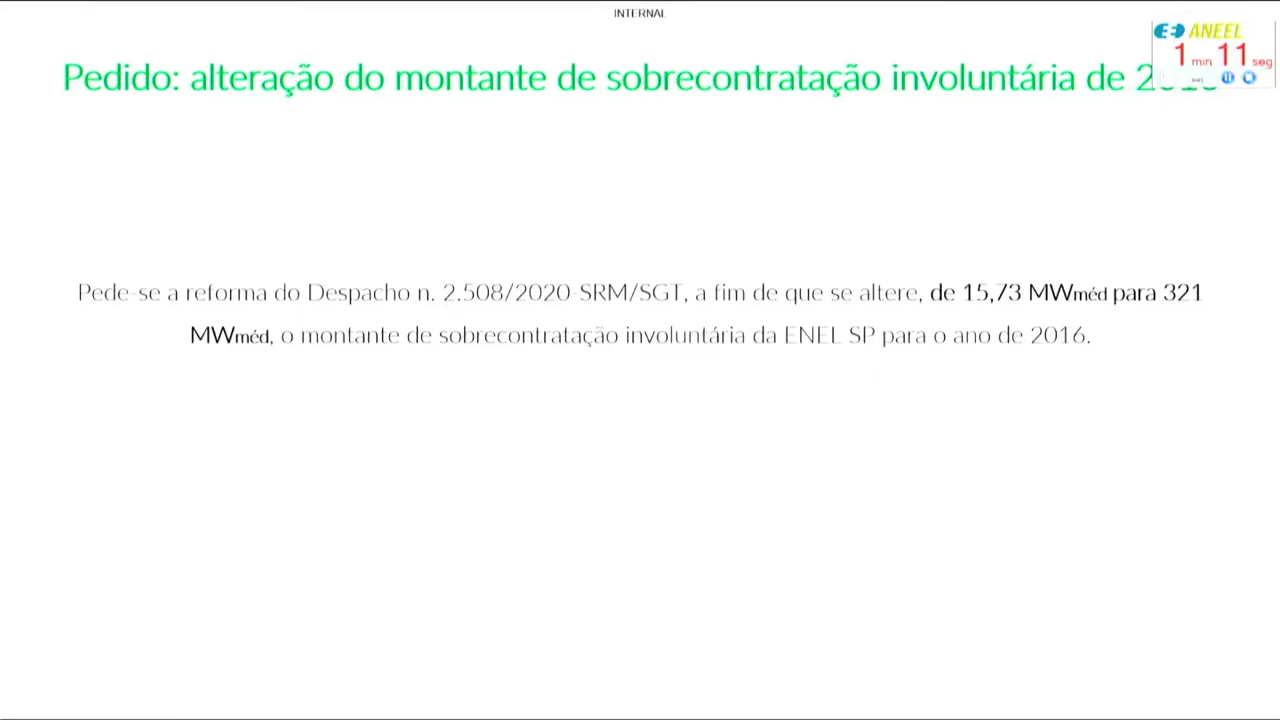 INTERNAL
ANEEL
1 min 11 seg
Pedido: alteração do montante de sobrecontratação involuntária de
Pede-se a reforma do Despacho n. 2.508/2020-SRM/SGT, a fim de que se altere, de 15,73 MWméd para 321
MWméd, o montante de sobrecontratação involuntária da ENEL SP para o ano de 2016.